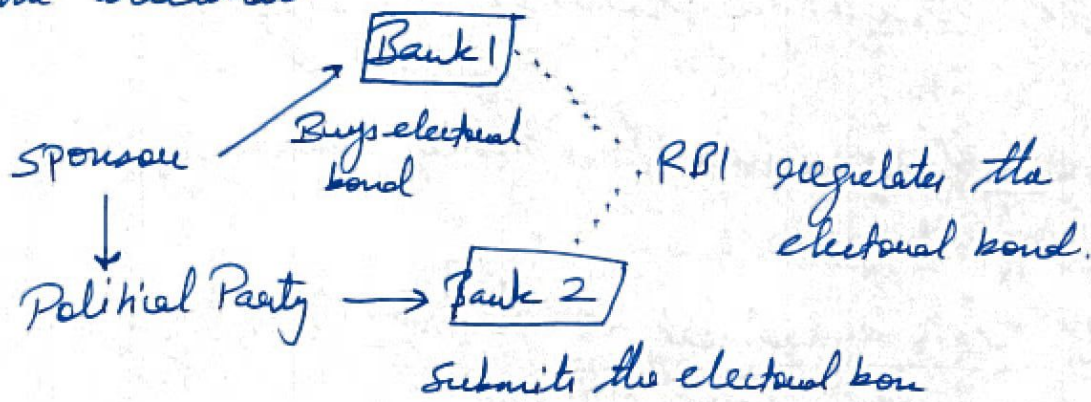 Bank 1
Buys electoral
bond
Sponsor
RBI regulates the
electoral bond.
Political Party
Bank 2
Submits the electoral bon